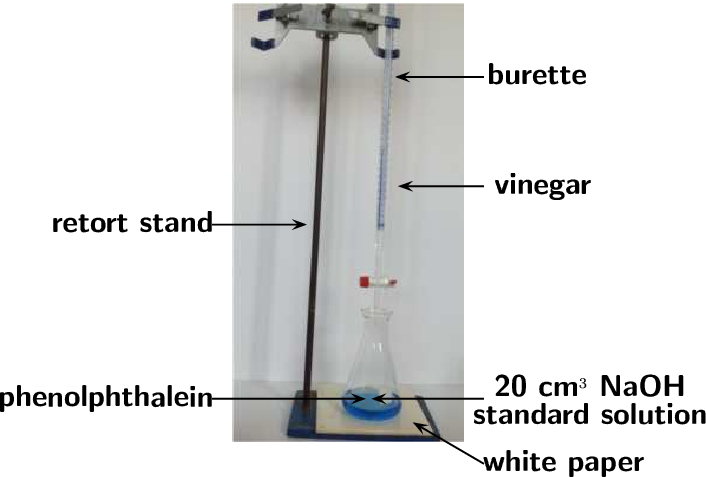 burette
vinegar
retort stand
phenolphthalein
20 cm³ NaOH
standard solution
white paper